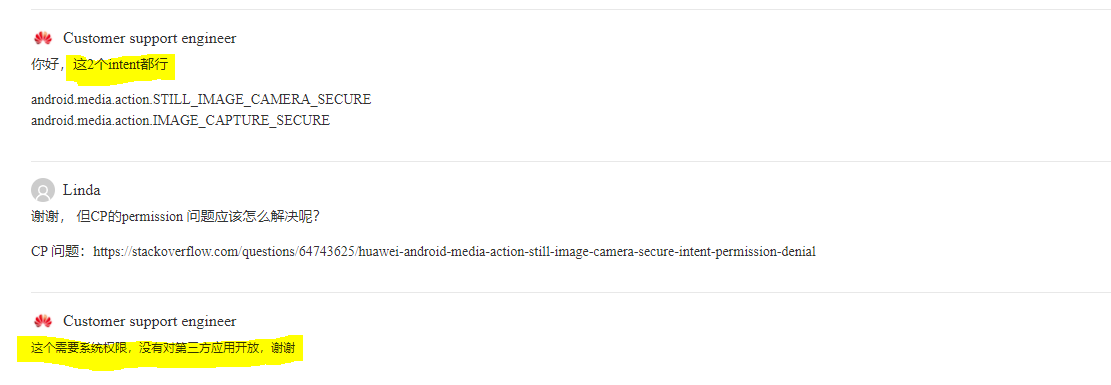 Customer support engineer
你好，这2个intent都行
android.media.action.STILL_IMAGE_CAMERA_SECURE
android.media.action.IMAGE_CAPTURE_SECURE
Linda
谢谢， 但CP的permission 问题应该怎么解决呢？
CP 问题：https://stackoverflow.com/questions/64743625/huawei-android-media-action-still-image-camera-secure-intent-permission-denial
Customer support engineer
这个需要系统权限，没有对第三方应用开放，谢谢